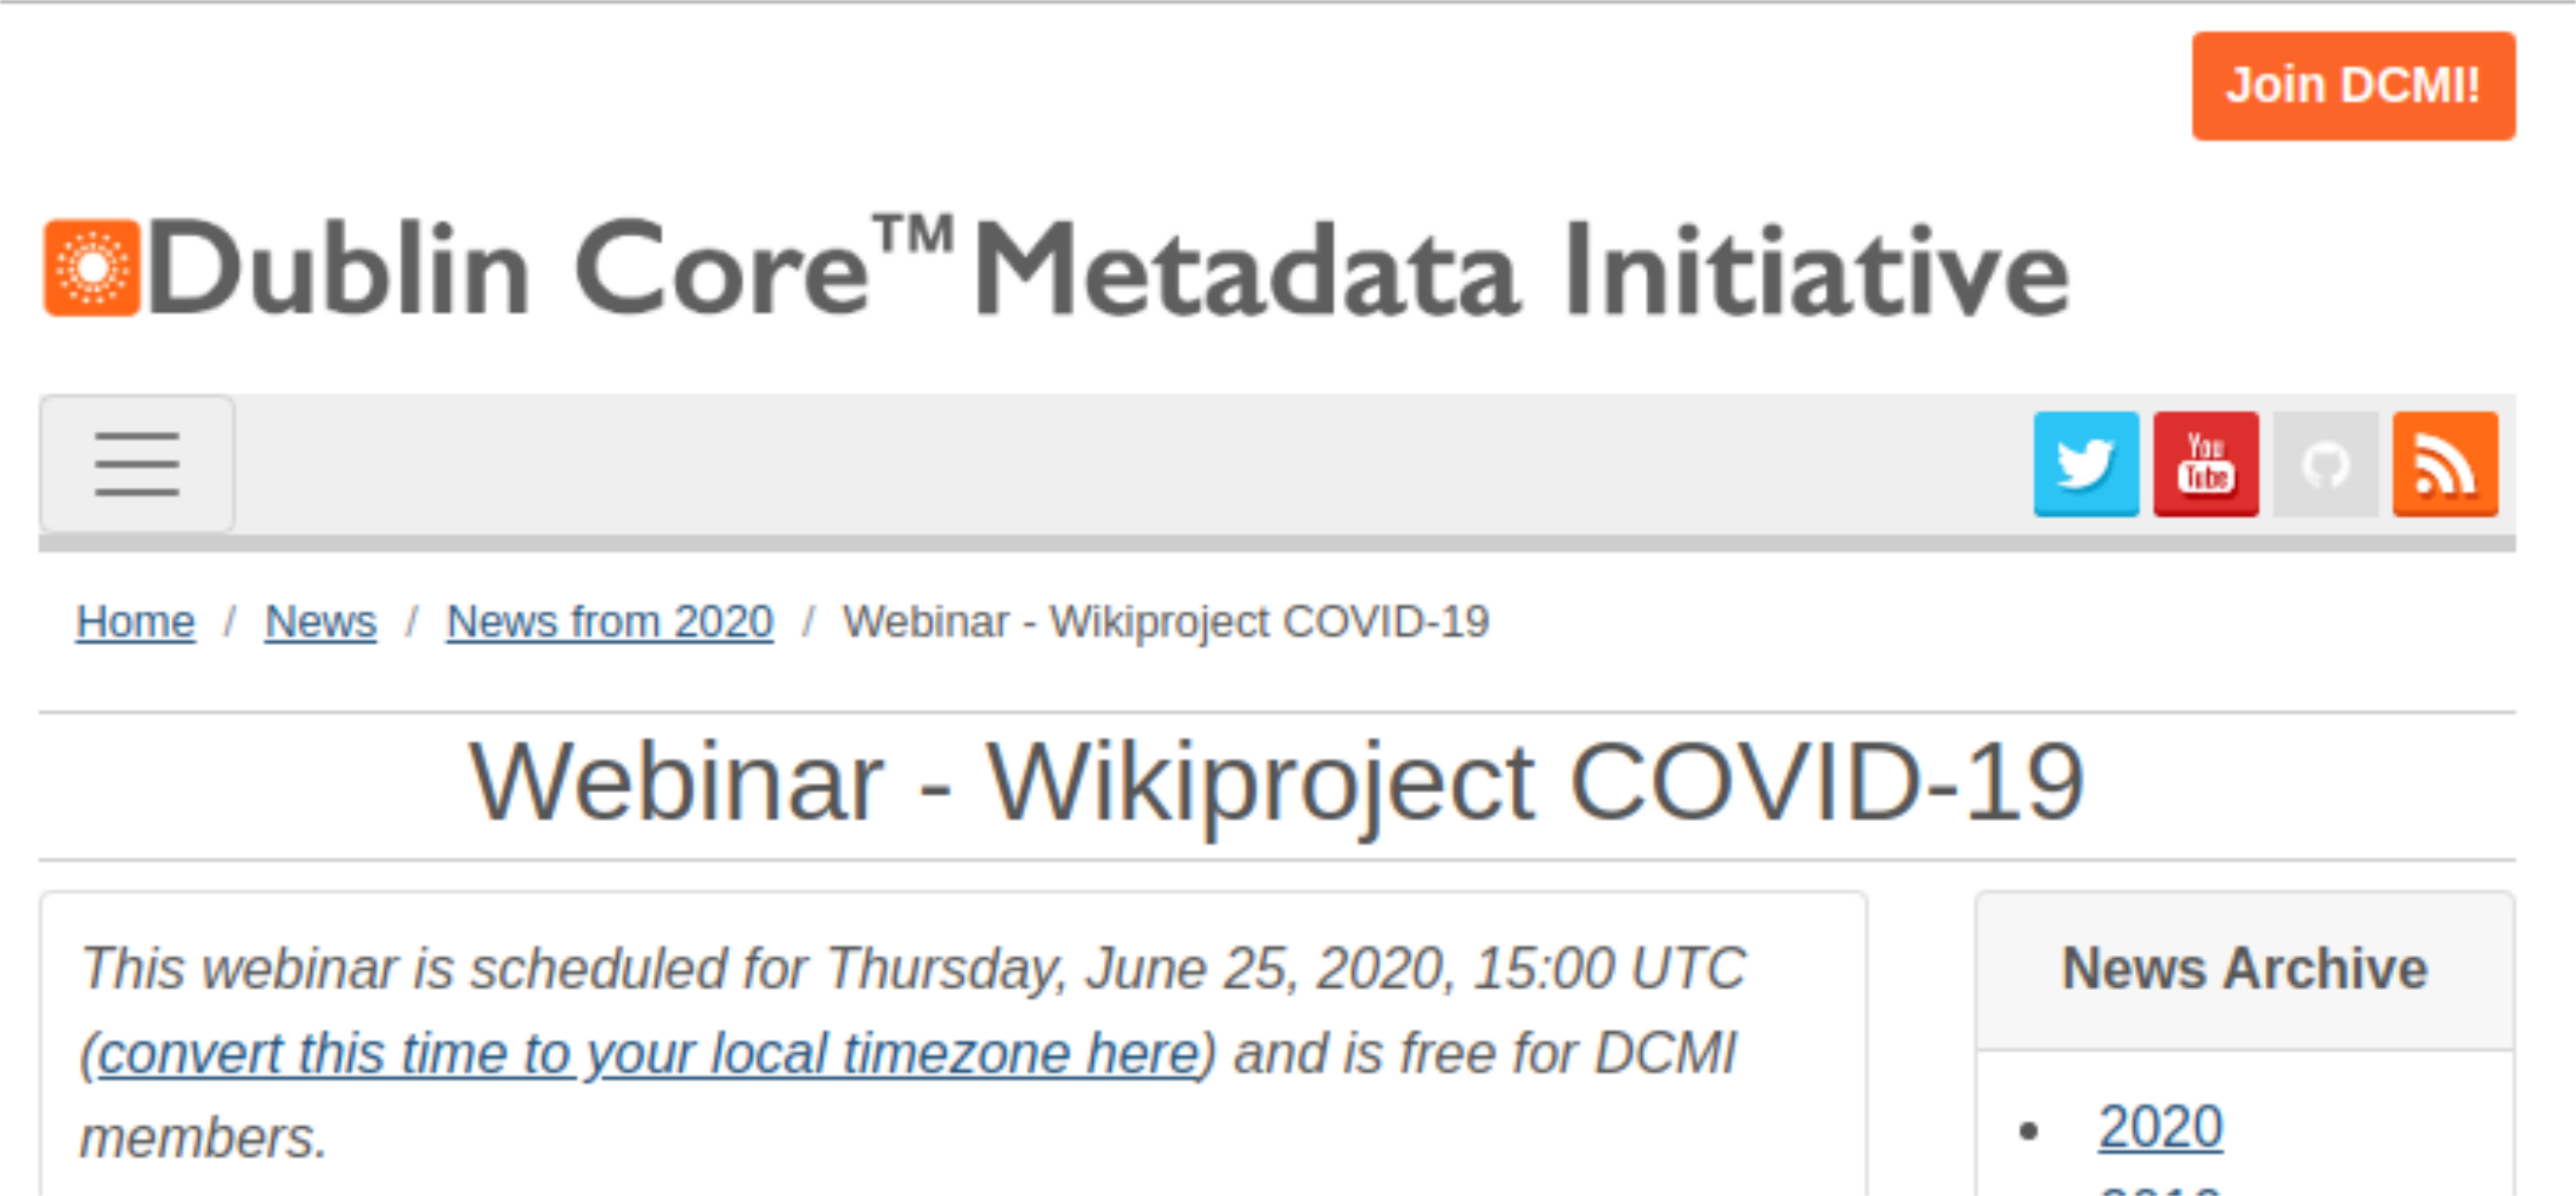 Join DCMI!
Dublin Core™ Metadata Initiative
You
Tube
Home / News / News from 2020 / Webinar - Wikiproject COVID-19
Webinar - Wikiproject COVID-19
This webinar is scheduled for Thursday, June 25, 2020, 15:00 UTC
(convert this time to your local timezone here) and is free for DCMI
members.
News Archive
2020